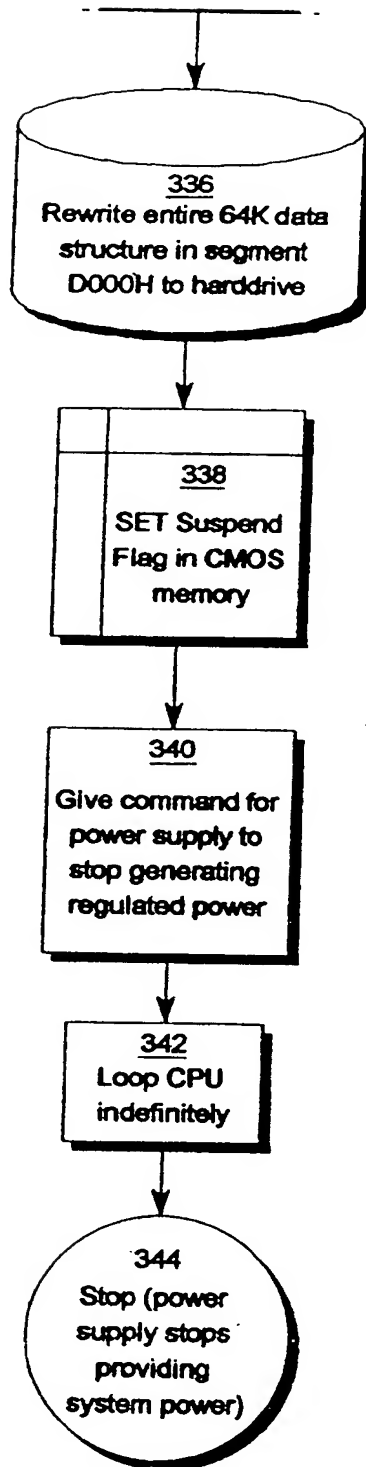 336
Rewrite entire 64K data
structure in segment
D000H to harddrive
338
SET Suspend
Flag in CMOS
memory
340
Give command for
power supply to
stop generating
regulated power
342
Loop CPU
indefinitely
344
Stop (power
supply stops
providing
system power)